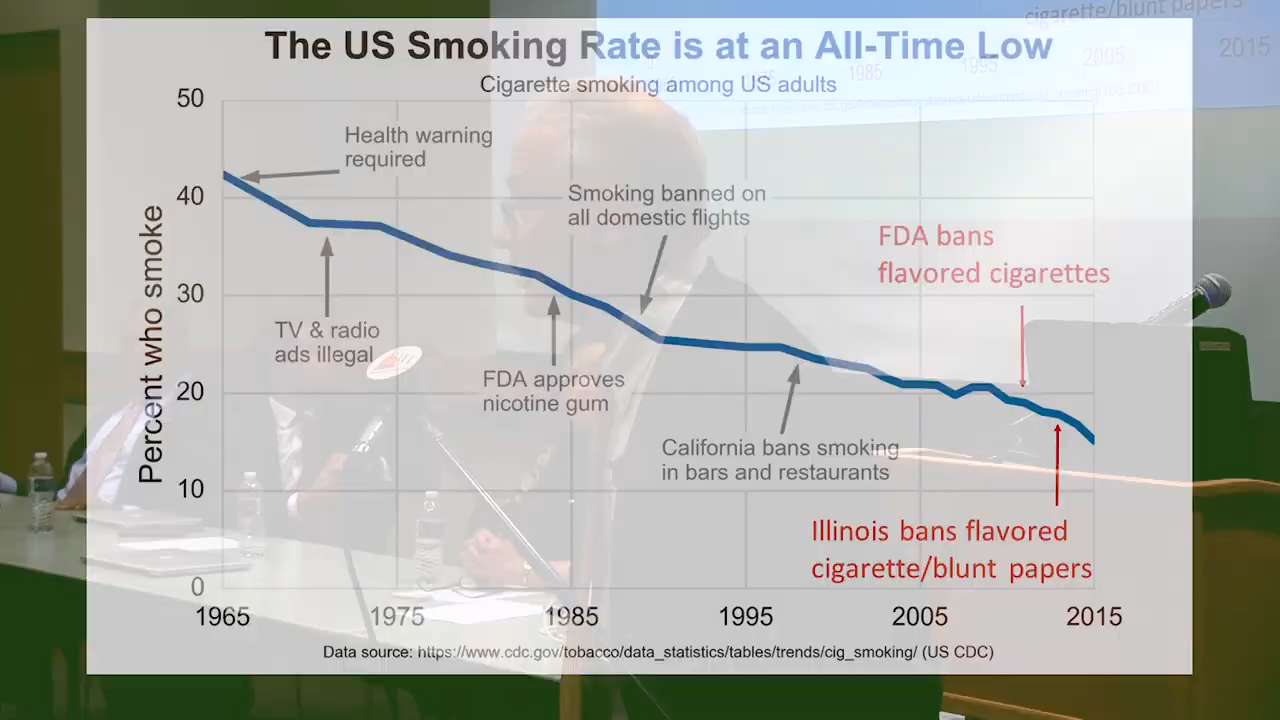 cigarette/blunt papers
2005
2015
1985
1995
The US Smoking Rate is at an All-Time Low
Cigarette smoking among US adults
50
40
30
20
10
0
Percent who smoke
Health warning
required
Smoking banned on
all domestic flights
FDA bans
flavored cigarettes
TV & radio
ads illegal
FDA approves
nicotine gum
California bans smoking
in bars and restaurants
Illinois bans flavored
cigarette/blunt papers
1965
1975
1985
1995
2005
2015
Data source: https://www.cdc.gov/tobacco/data_statistics/tables/trends/cig_smoking/ (US CDC)